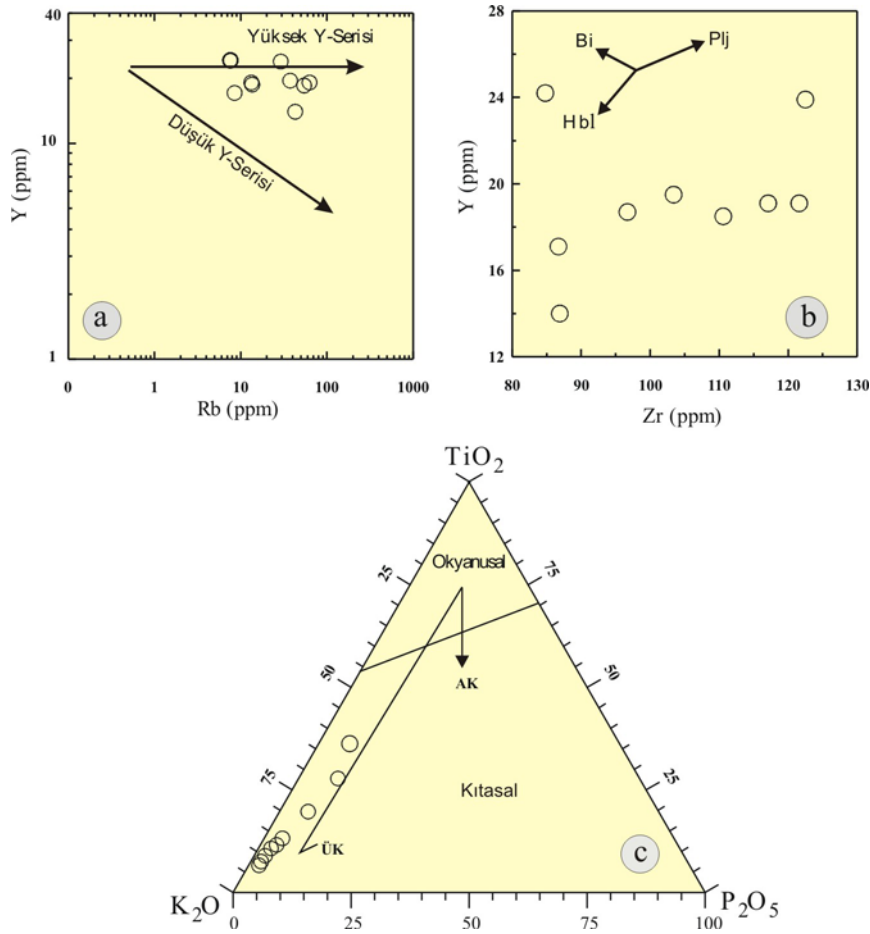 40
10
1
Y (ppm)
Yüksek Y-Serisi
Düşük Y-Serisi
a
0 1 10 100 1000
Rb (ppm)
28
24
20
16
12
Y (ppm)
Bi
Plj
Hbl
b
80 90 100 110 120 130
Zr (ppm)
TiO₂
Okyanusal
25
75
50
50
AK
75
25
Kıtasal
ÜK
c
K₂O
P₂O₅
0 25 50 75 100